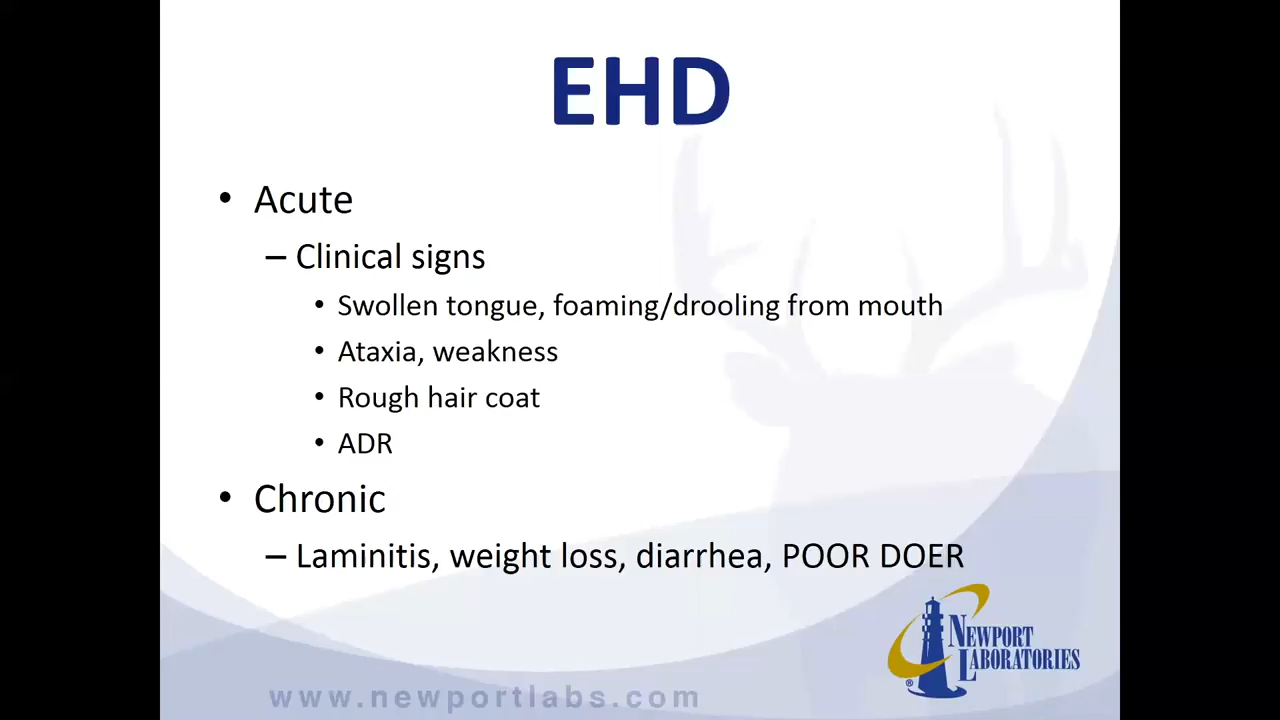 EHD
• Acute
– Clinical signs
• Swollen tongue, foaming/drooling from mouth
• Ataxia, weakness
• Rough hair coat
• ADR
• Chronic
– Laminitis, weight loss, diarrhea, POOR DOER
NEWPORT
LABORATORIES
®
www.newportlabs.com